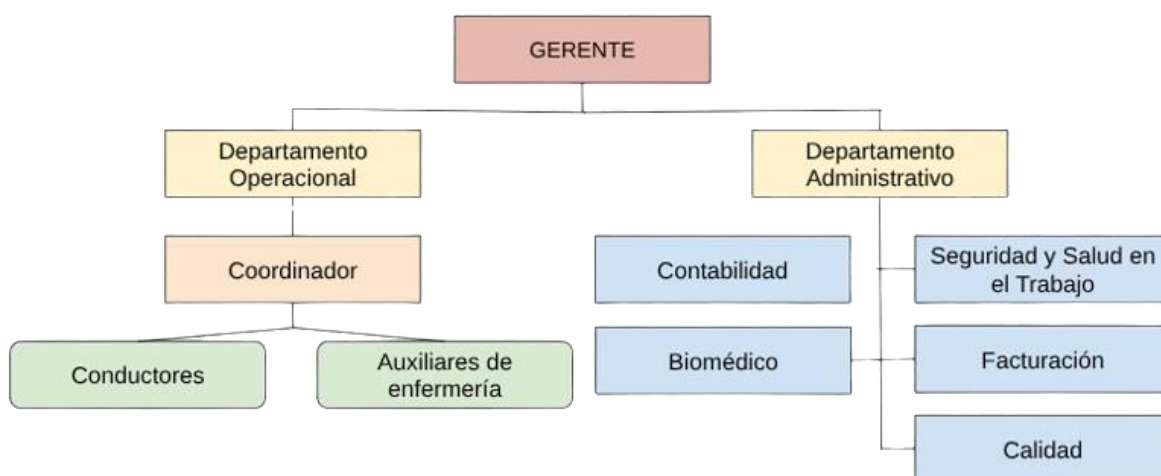 GERENTE
Departamento
Operacional
Departamento
Administrativo
Coordinador
Contabilidad
Seguridad y Salud en
el Trabajo
Conductores
Auxiliares de
enfermería
Biomédico
Facturación
Calidad